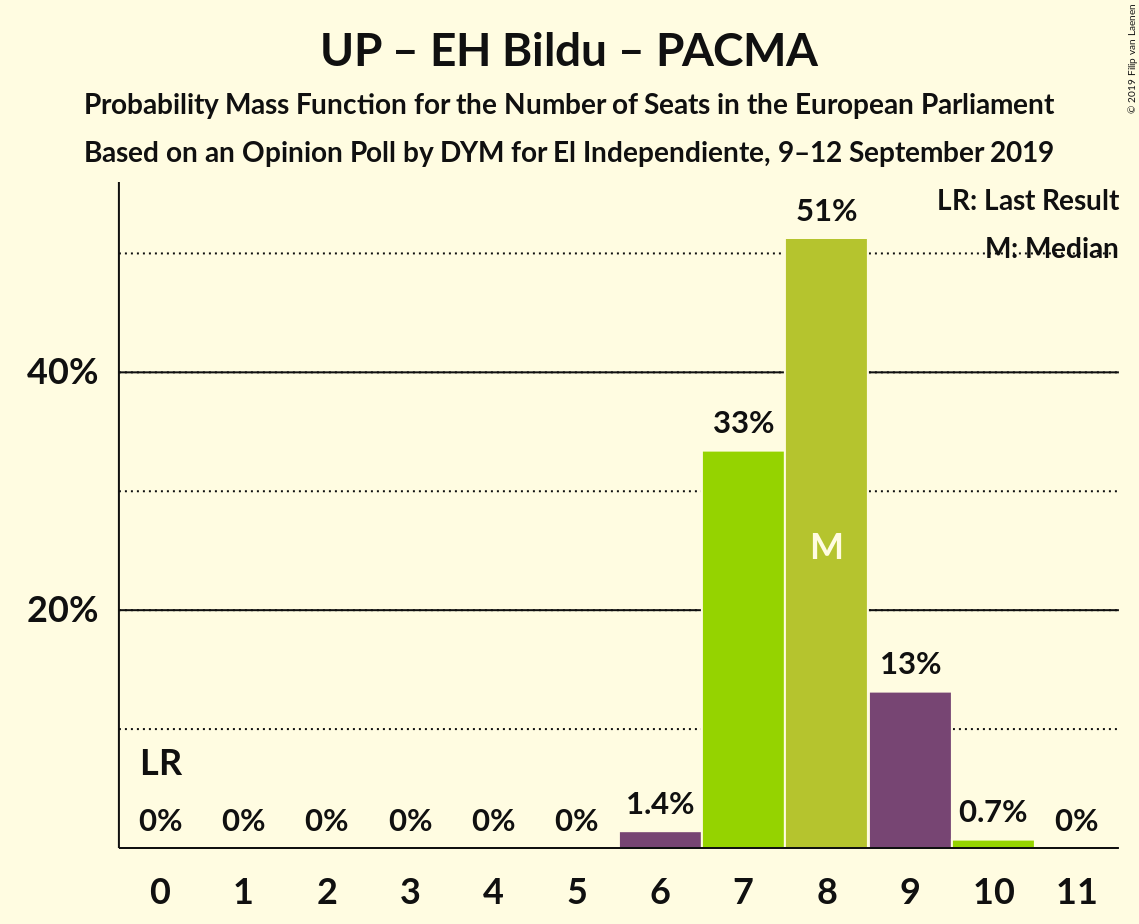 UP – EH Bildu – PACMA
Probability Mass Function for the Number of Seats in the European Parliament
Based on an Opinion Poll by DYM for El Independiente, 9–12 September 2019
© 2019 Filip van Laenen
LR: Last Result
M: Median
51%
40%
33%
M
20%
13%
LR
0% 0% 0% 0% 0% 0% 1.4% 0.7% 0%
0 1 2 3 4 5 6 7 8 9 10 11